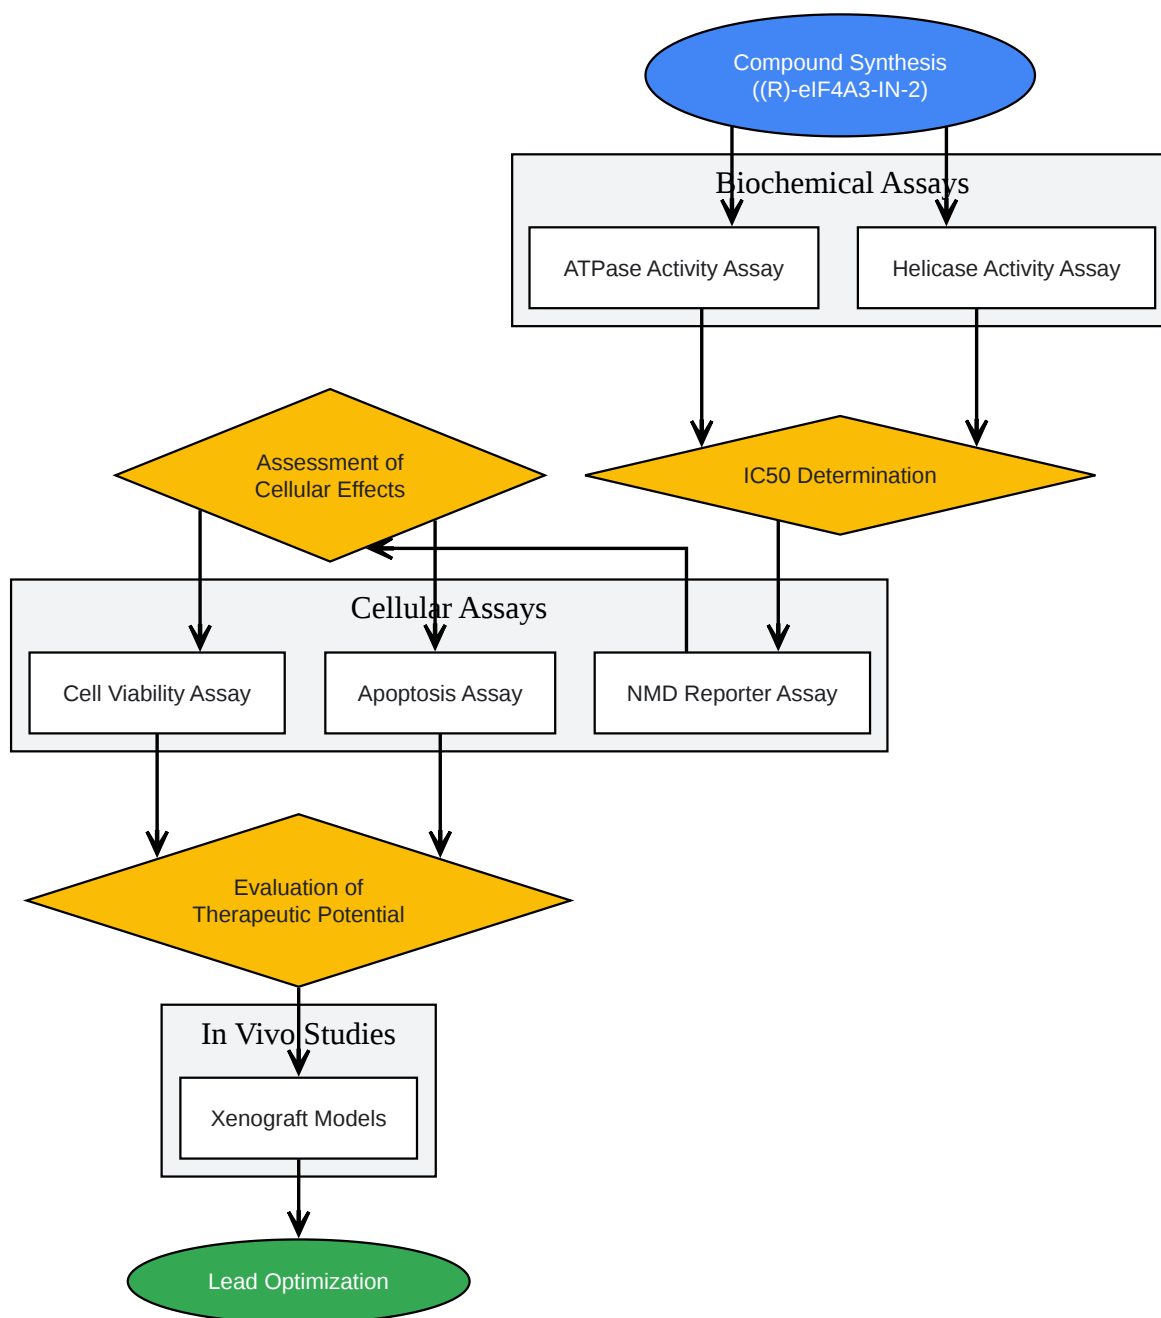 Compound Synthesis
((R)-eIF4A3-IN-2)
Biochemical Assays
ATPase Activity Assay
Helicase Activity Assay
Assessment of
Cellular Effects
IC50 Determination
Cellular Assays
Cell Viability Assay
Apoptosis Assay
NMD Reporter Assay
Evaluation of
Therapeutic Potential
In Vivo Studies
Xenograft Models
Lead Optimization